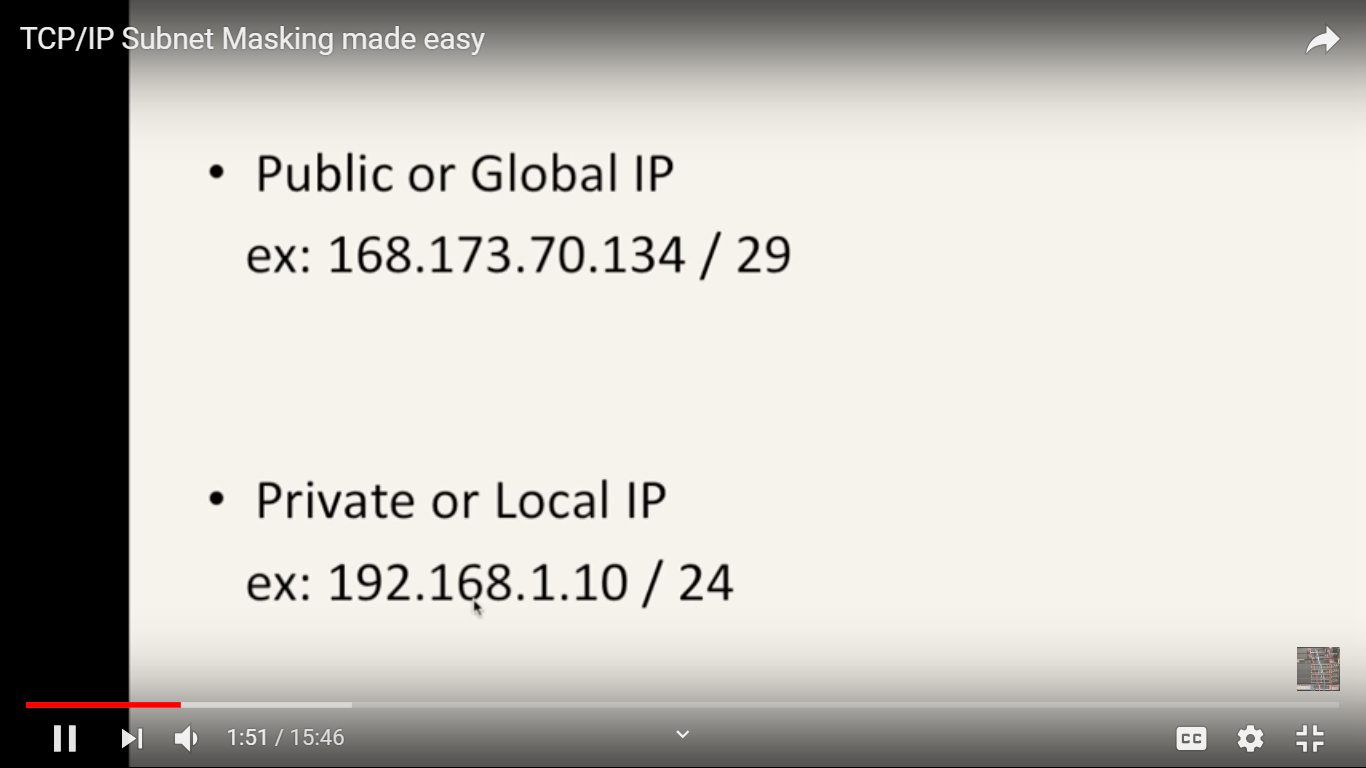 TCP/IP Subnet Masking made easy
• Public or Global IP
ex: 168.173.70.134 / 29
• Private or Local IP
ex: 192.168.1.10 / 24
1:51 / 15:46
CC